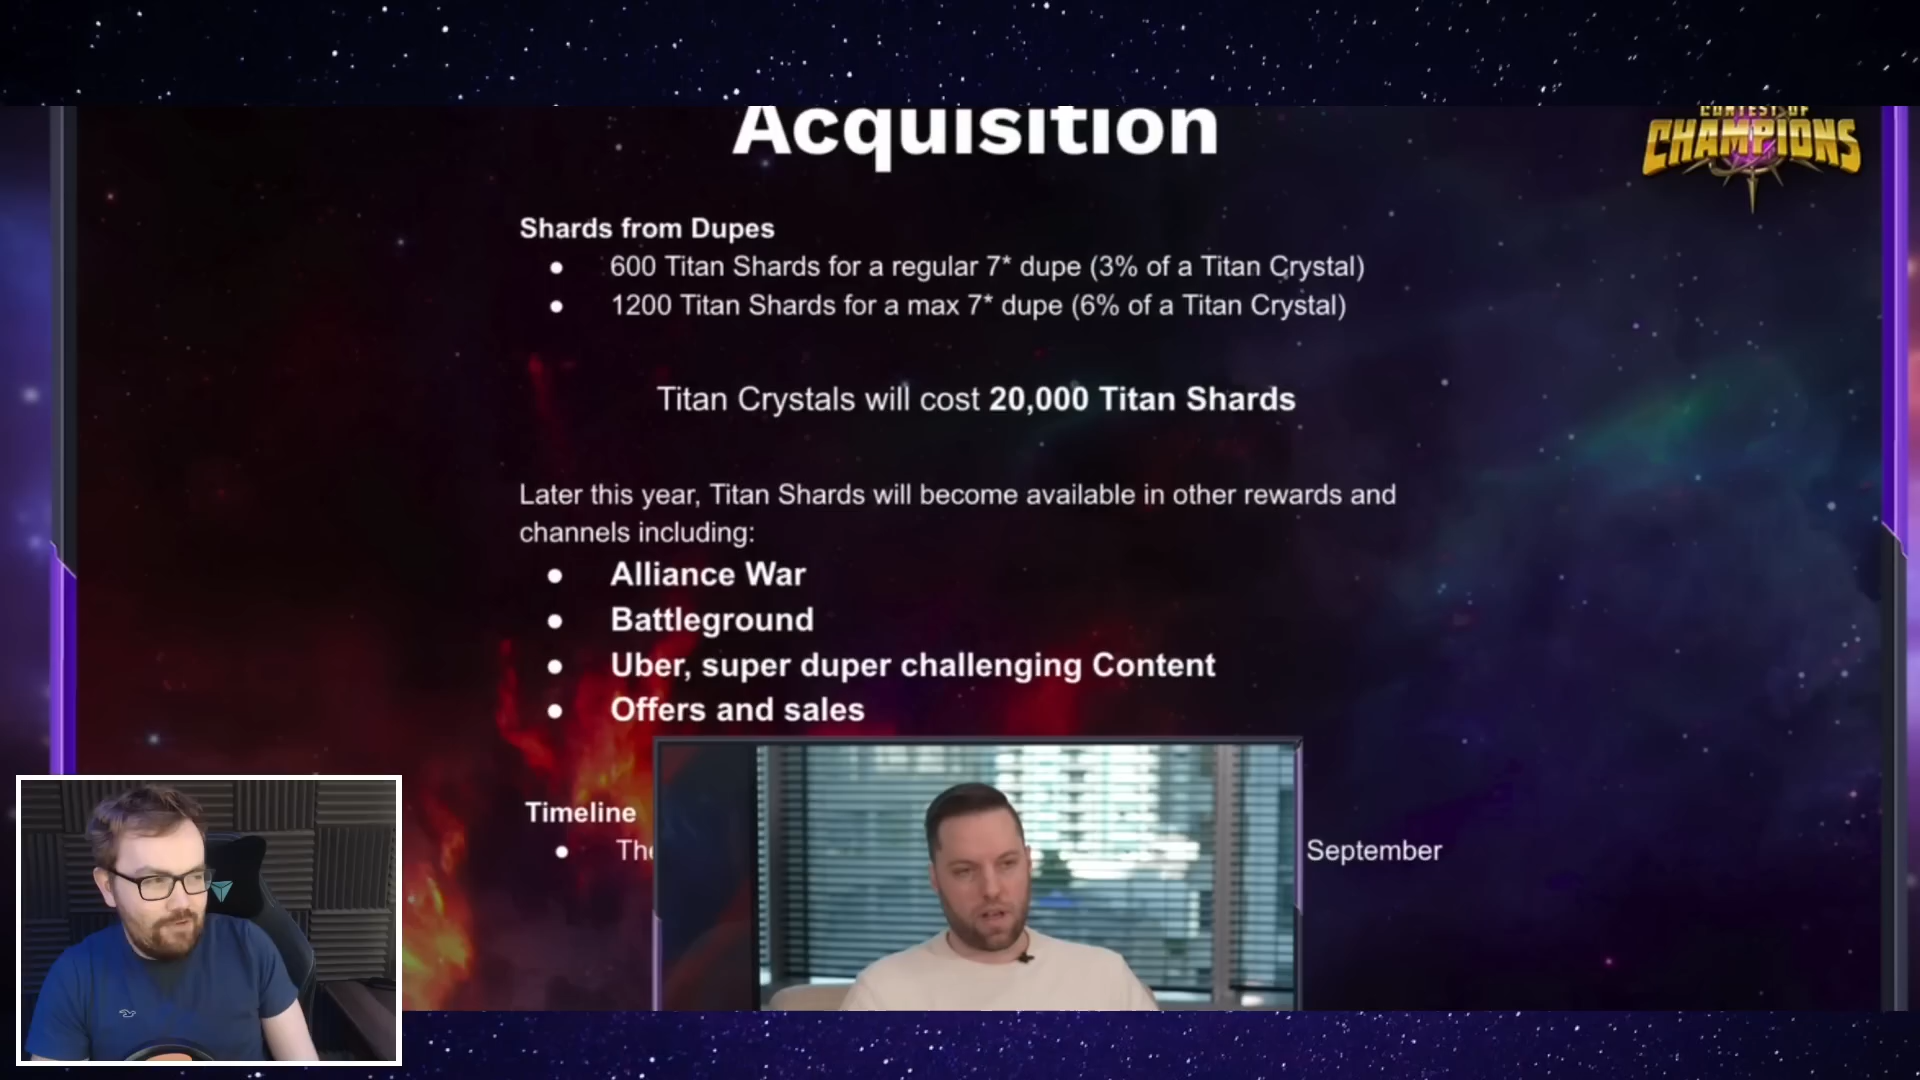 Acquisition
CONTEST OF
CHAMPIONS
Shards from Dupes
● 600 Titan Shards for a regular 7* dupe (3% of a Titan Crystal)
● 1200 Titan Shards for a max 7* dupe (6% of a Titan Crystal)
Titan Crystals will cost 20,000 Titan Shards
Later this year, Titan Shards will become available in other rewards and
channels including:
● Alliance War
● Battleground
● Uber, super duper challenging Content
● Offers and sales
Timeline
● September